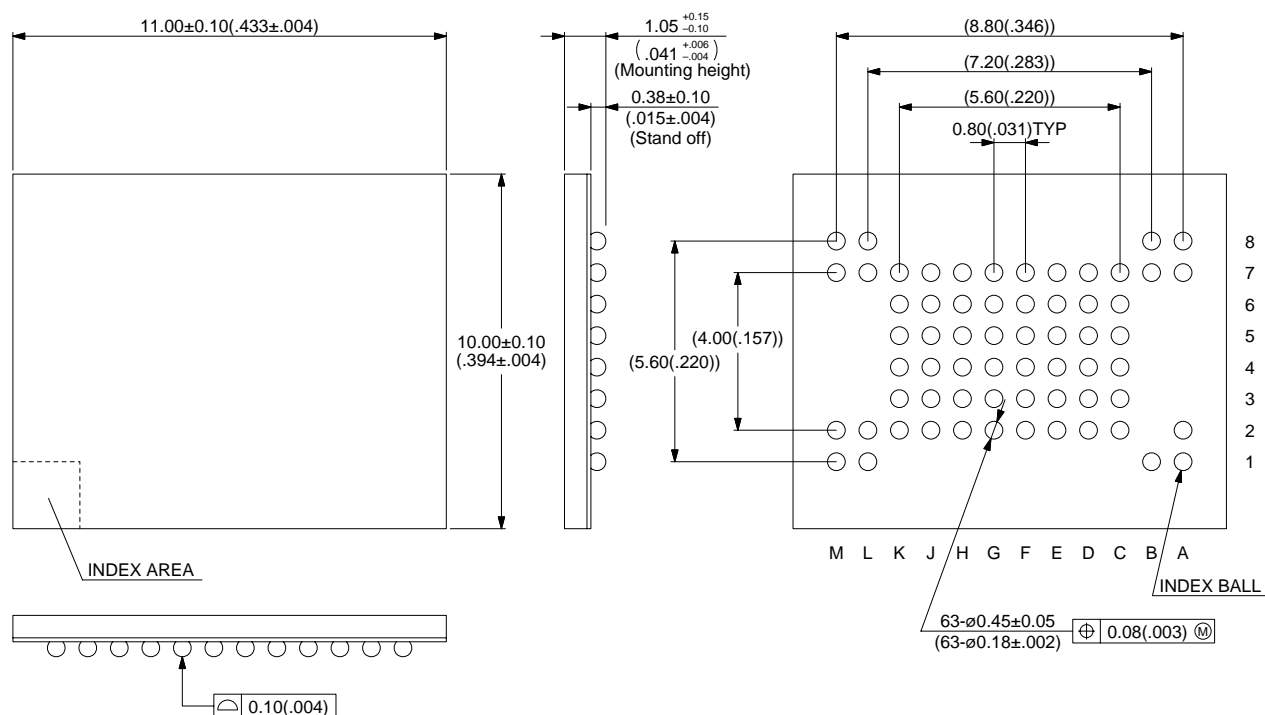 11.00±0.10(.433±.004)
1.05 +0.15 –0.10
(.041 +.006 –.004)
(Mounting height)
0.38±0.10
(.015±.004)
(Stand off)
(8.80(.346))
(7.20(.283))
(5.60(.220))
0.80(.031)TYP
10.00±0.10
(.394±.004)
(4.00(.157))
(5.60(.220))
8
7
6
5
4
3
2
1
M L K J H G F E D C B A
INDEX AREA
INDEX BALL
63-ø0.45±0.05
(63-ø0.18±.002)
⌖ 0.08(.003) Ⓜ
⌓ 0.10(.004)